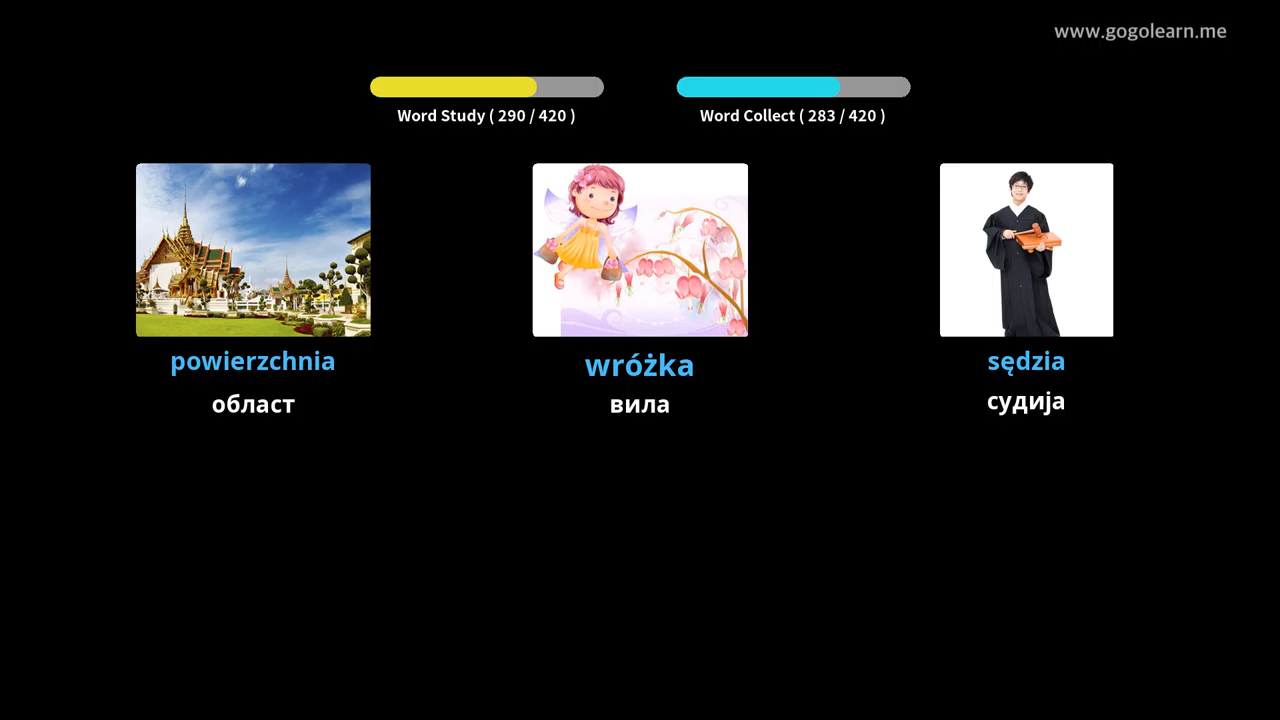 www.gogolearn.me
Word Study ( 290 / 420 )
Word Collect ( 283 / 420 )
powierzchnia
wróżka
sędzia
област
вила
судија